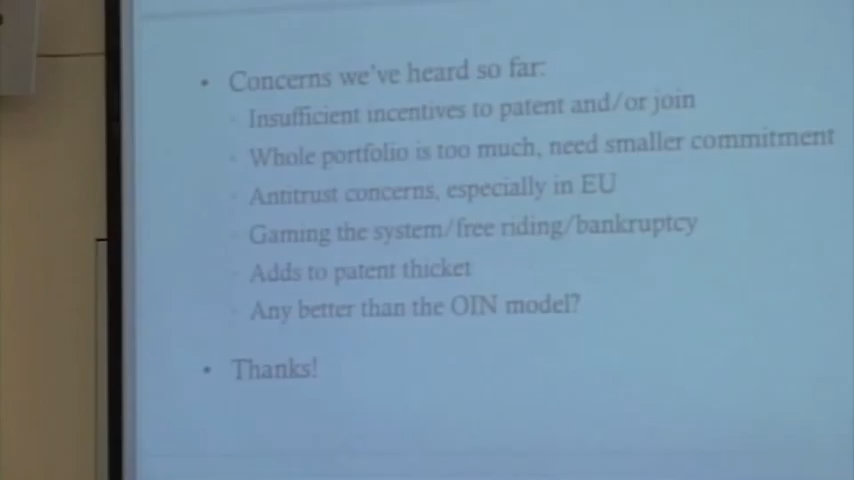 • Concerns we've heard so far:
Insufficient incentives to patent and/or join
Whole portfolio is too much, need smaller commitment
Antitrust concerns, especially in EU
Gaming the system/free riding/bankruptcy
Adds to patent thicket
Any better than the OIN model?
• Thanks!